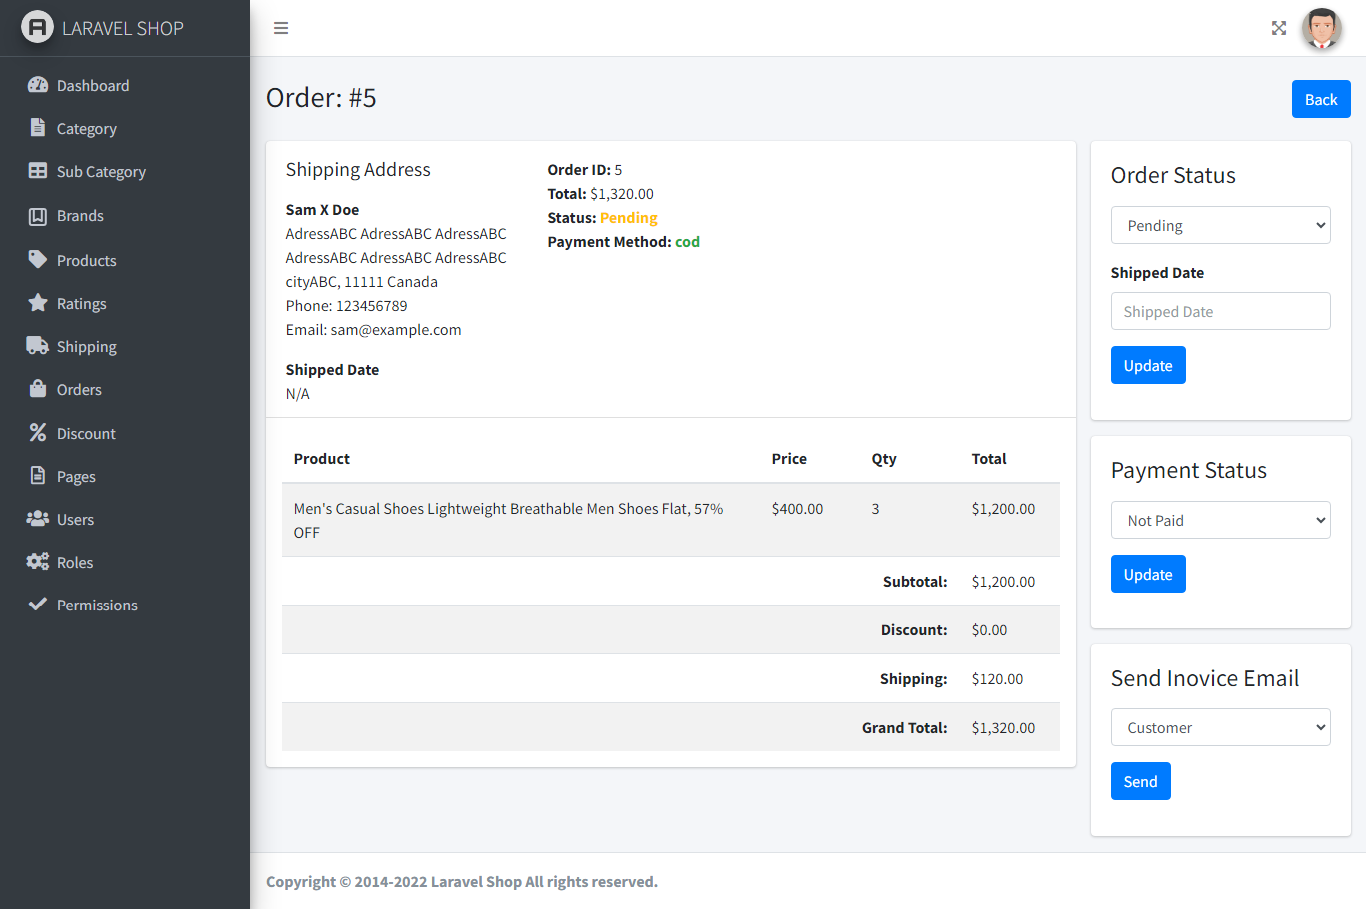 LARAVEL SHOP
Dashboard
Category
Sub Category
Brands
Products
Ratings
Shipping
Orders
Discount
Pages
Users
Roles
Permissions
Order: #5
Back
Shipping Address
Sam X Doe
AdressABC AdressABC AdressABC
AdressABC AdressABC AdressABC
cityABC, 11111 Canada
Phone: 123456789
Email: sam@example.com
Shipped Date
N/A
Order ID: 5
Total: $1,320.00
Status: Pending
Payment Method: cod
Product Price Qty Total
Men's Casual Shoes Lightweight Breathable Men Shoes Flat, 57% $400.00 3 $1,200.00
OFF
Subtotal: $1,200.00
Discount: $0.00
Shipping: $120.00
Grand Total: $1,320.00
Order Status
Pending
Shipped Date
Shipped Date
Update
Payment Status
Not Paid
Update
Send Inovice Email
Customer
Send
Copyright © 2014-2022 Laravel Shop All rights reserved.